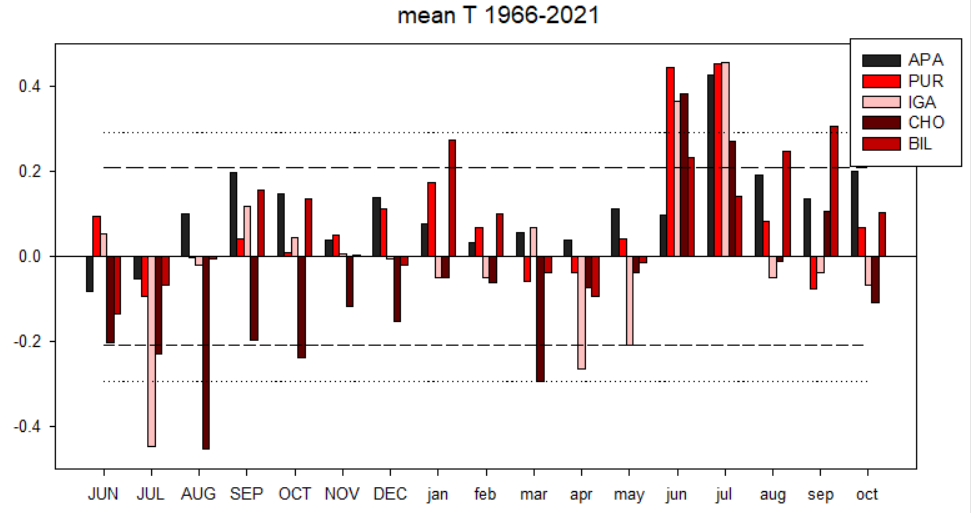 mean T 1966-2021
APA
PUR
IGA
CHO
BIL
0.4
0.2
0.0
-0.2
-0.4
JUN JUL AUG SEP OCT NOV DEC jan feb mar apr may jun jul aug sep oct